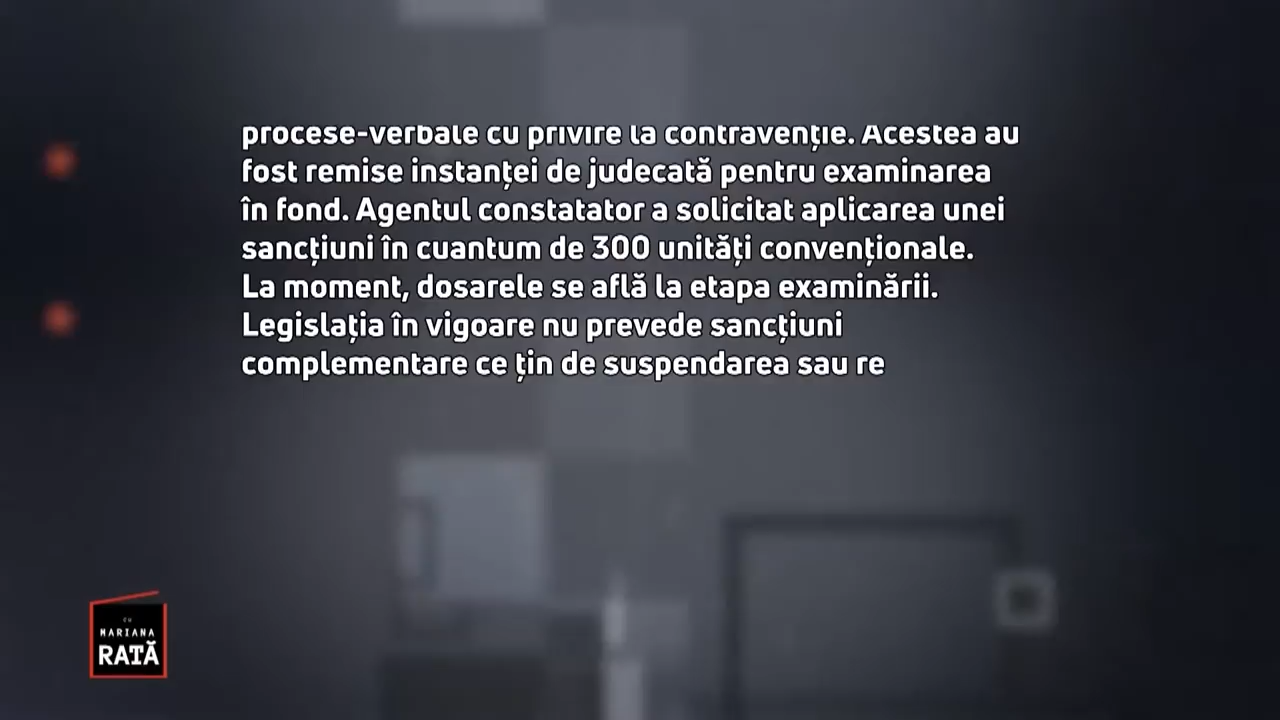 procese-verbale cu privire la contravenție. Acestea au
fost remise instanței de judecată pentru examinarea
în fond. Agentul constatator a solicitat aplicarea unei
sancțiuni în cuantum de 300 unități convenționale.
La moment, dosarele se află la etapa examinării.
Legislația în vigoare nu prevede sancțiuni
complementare ce țin de suspendarea sau re
CU
MARIANA
RAȚĂ